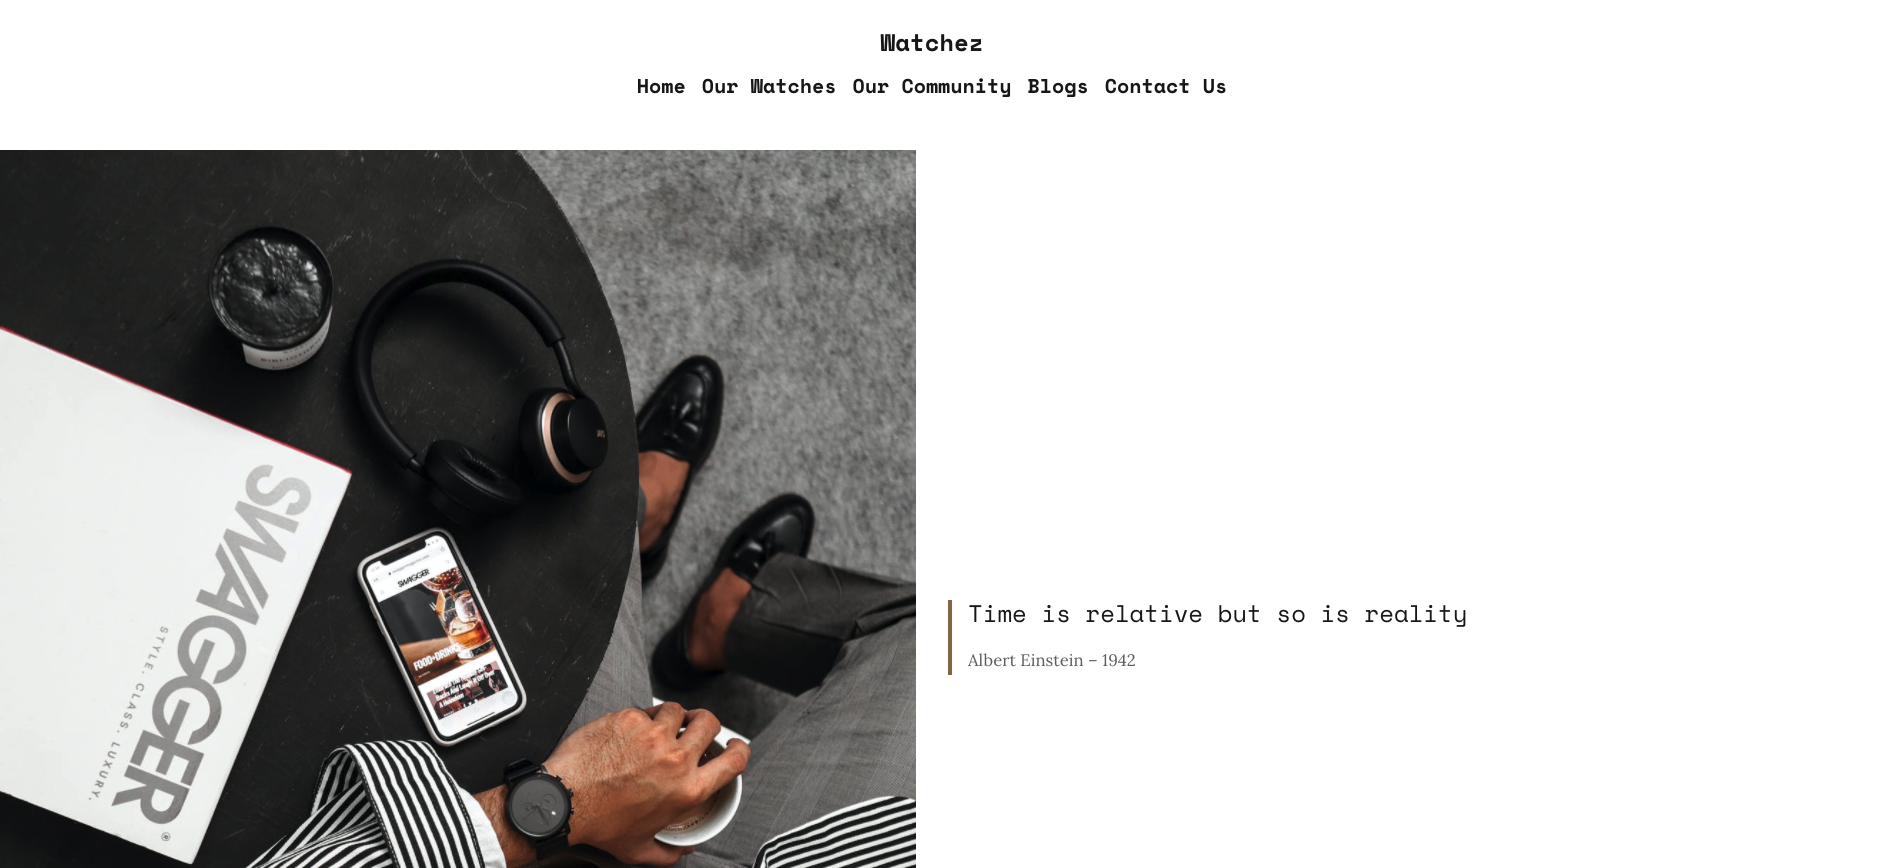 Watchez
Home Our Watches Our Community Blogs Contact Us
SWAGGER®
STYLE. CLASS. LUXURY.
SWAGGER
FOOD+DRINK
Time is relative but so is reality
Albert Einstein – 1942